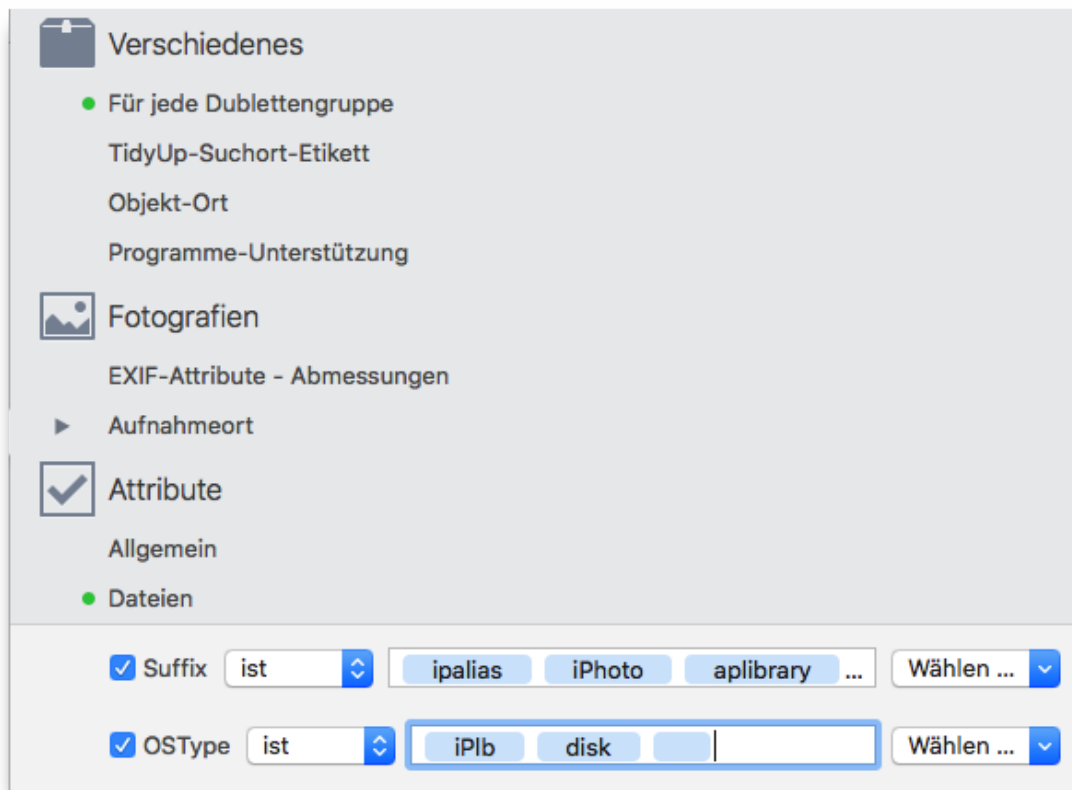 Verschiedenes
Für jede Dublettengruppe
TidyUp-Suchort-Etikett
Objekt-Ort
Programme-Unterstützung
Fotografien
EXIF-Attribute - Abmessungen
Aufnahmeort
Attribute
Allgemein
Dateien
Suffix ist ipalias iPhoto aplibrary ... Wählen ...
OSType ist iPlb disk Wählen ...